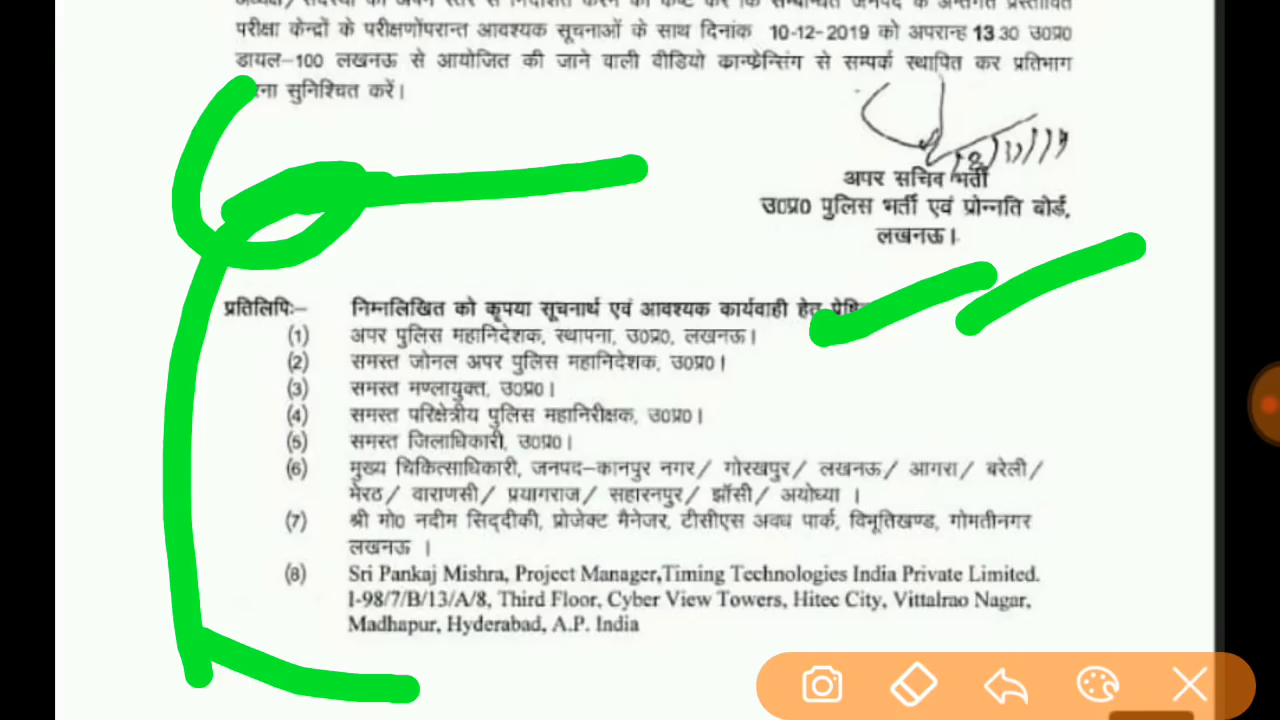 परीक्षा केन्द्रों के परीक्षणोंपरान्त आवश्यक सूचनाओं के साथ दिनांक 10-12-2019 को अपरान्ह 13.30 उ0प्र0
डायल-100 लखनऊ से आयोजित की जाने वाली वीडियो कान्फ्रेन्सिंग से सम्पर्क स्थापित कर प्रतिभाग
सुनिश्चित करें।
अपर सचिव भर्ती
उ0प्र0 पुलिस भर्ती एवं प्रोन्नति बोर्ड,
लखनऊ।
प्रतिलिपिः- निम्नलिखित को कृपया सूचनार्थ एवं आवश्यक कार्यवाही हेतु
(1) अपर पुलिस महानिदेशक, स्थापना, उ0प्र0, लखनऊ।
(2) समस्त जोनल अपर पुलिस महानिदेशक, उ0प्र0।
(3) समस्त मण्लायुक्त, उ0प्र0।
(4) समस्त परिक्षेत्रीय पुलिस महानिरीक्षक, उ0प्र0।
(5) समस्त जिलाधिकारी, उ0प्र0।
(6) मुख्य चिकित्साधिकारी, जनपद-कानपुर नगर/ गोरखपुर/ लखनऊ/ आगरा/ बरेली/
मेरठ/ वाराणसी/ प्रयागराज/ सहारनपुर/ झॉसी/ अयोध्या ।
(7) श्री मो0 नदीम सिद्दीकी, प्रोजेक्ट मैनेजर, टीसीएस अवध पार्क, विभूतिखण्ड, गोमतीनगर
लखनऊ ।
(8) Sri Pankaj Mishra, Project Manager,Timing Technologies India Private Limited.
I-98/7/B/13/A/8, Third Floor, Cyber View Towers, Hitec City, Vittalrao Nagar,
Madhapur, Hyderabad, A.P. India